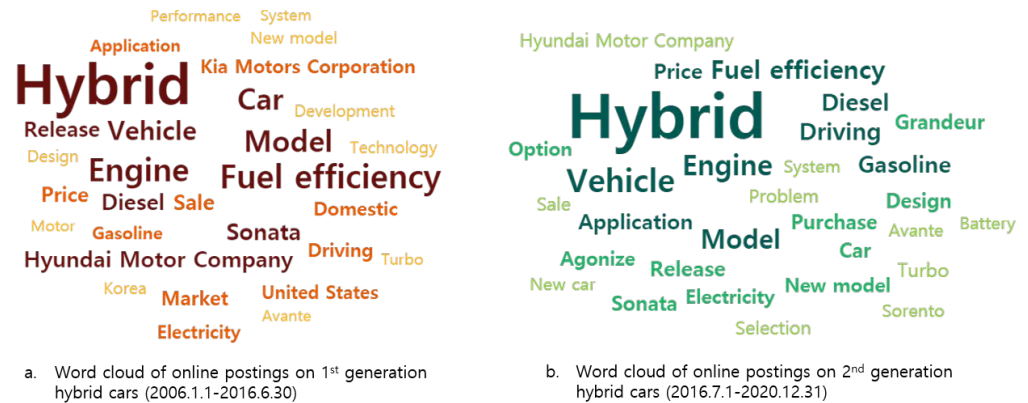 Performance System
New model
Application
Kia Motors Corporation
Hybrid
Car
Development
Release Vehicle
Model
Technology
Design
Engine
Fuel efficiency
Price
Diesel Sale
Domestic
Motor
Gasoline
Sonata
Driving
Turbo
Hyundai Motor Company
Korea
Market
United States
Avante
Electricity
a. Word cloud of online postings on 1st generation
hybrid cars (2006.1.1-2016.6.30)
Hyundai Motor Company
Price Fuel efficiency
Hybrid
Diesel
Driving
Grandeur
Option
Engine
System
Gasoline
Vehicle
Problem
Sale
Design
Application
Purchase
Avante
Battery
Model
Car
Agonize
Release
Turbo
New car
New model
Sonata
Electricity
Sorento
Selection
b. Word cloud of online postings on 2nd generation
hybrid cars (2016.7.1-2020.12.31)